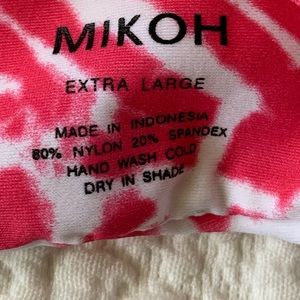 MIKOH
EXTRA LARGE
MADE IN INDONESIA
80% NYLON 20% SPANDEX
HAND WASH COLD
DRY IN SHADE